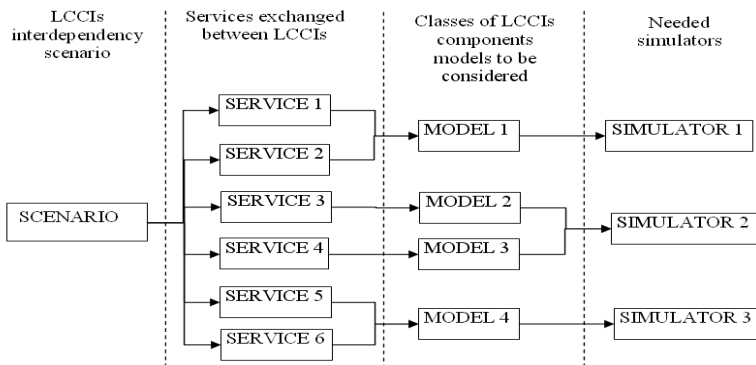 LCCIs
interdependency
scenario
Services exchanged
between LCCIs
Classes of LCCIs
components
models to be
considered
Needed
simulators
SCENARIO
SERVICE 1
SERVICE 2
SERVICE 3
SERVICE 4
SERVICE 5
SERVICE 6
MODEL 1
MODEL 2
MODEL 3
MODEL 4
SIMULATOR 1
SIMULATOR 2
SIMULATOR 3